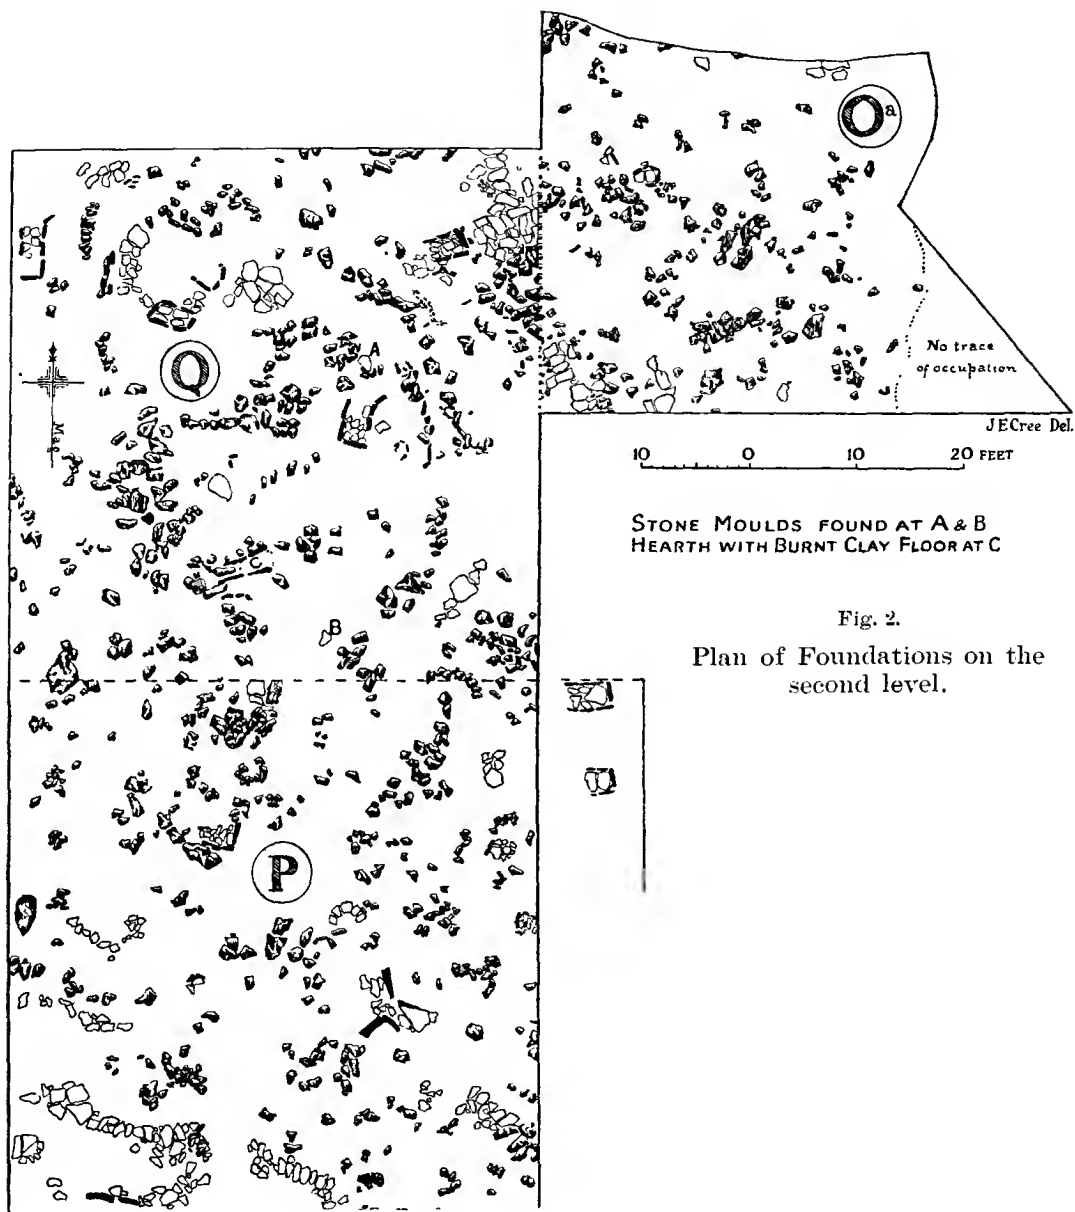 Q a
Q
A
Mag
No trace
of occupation
J E Cree Del.
10 0 10 20 FEET
STONE MOULDS FOUND AT A & B
HEARTH WITH BURNT CLAY FLOOR AT C
C
Fig. 2.
B
Plan of Foundations on the
second level.
P